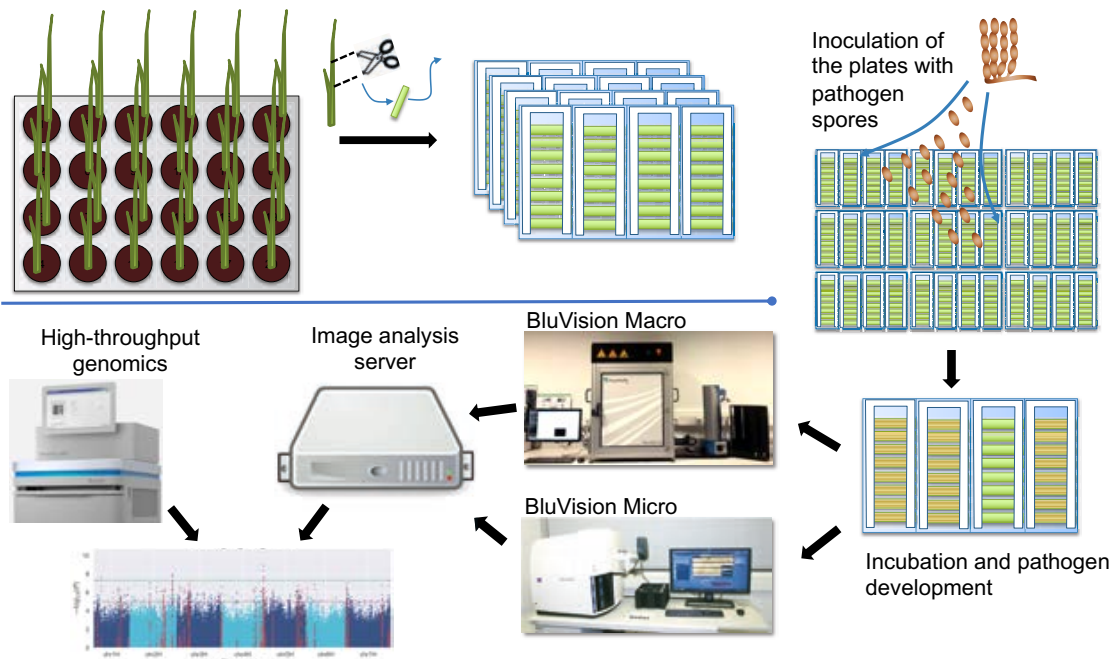 Inoculation of
the plates with
pathogen
spores
High-throughput
genomics
Image analysis
server
BluVision Macro
BluVision Micro
Incubation and pathogen
development